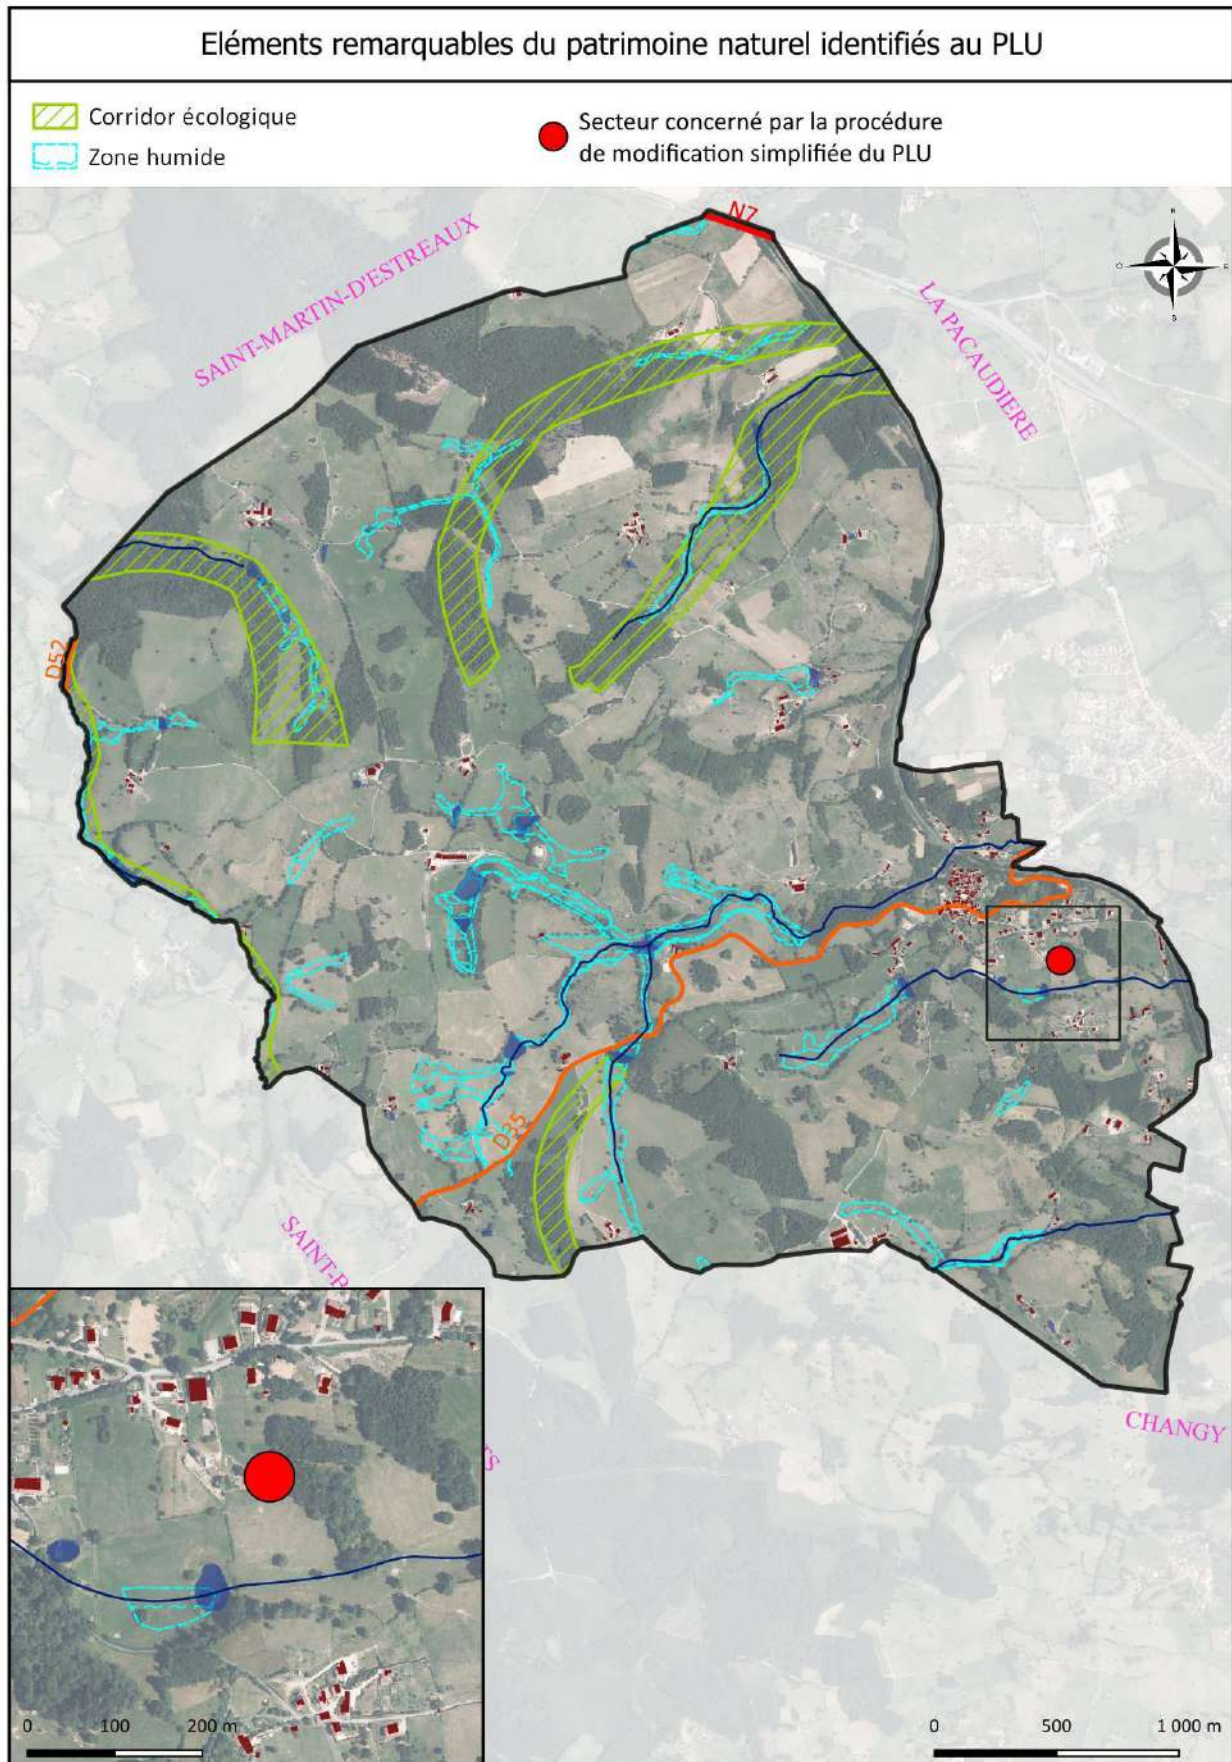 Eléments remarquables du patrimoine naturel identifiés au PLU
Corridor écologique
Zone humide
Secteur concerné par la procédure
de modification simplifiée du PLU
N7
SAINT-MARTIN-D'ESTREAUX
LA PACAUDIERE
N
O
E
S
D52
D35
SAINT-
TS
CHANGY
0 100 200 m
0 500 1 000 m